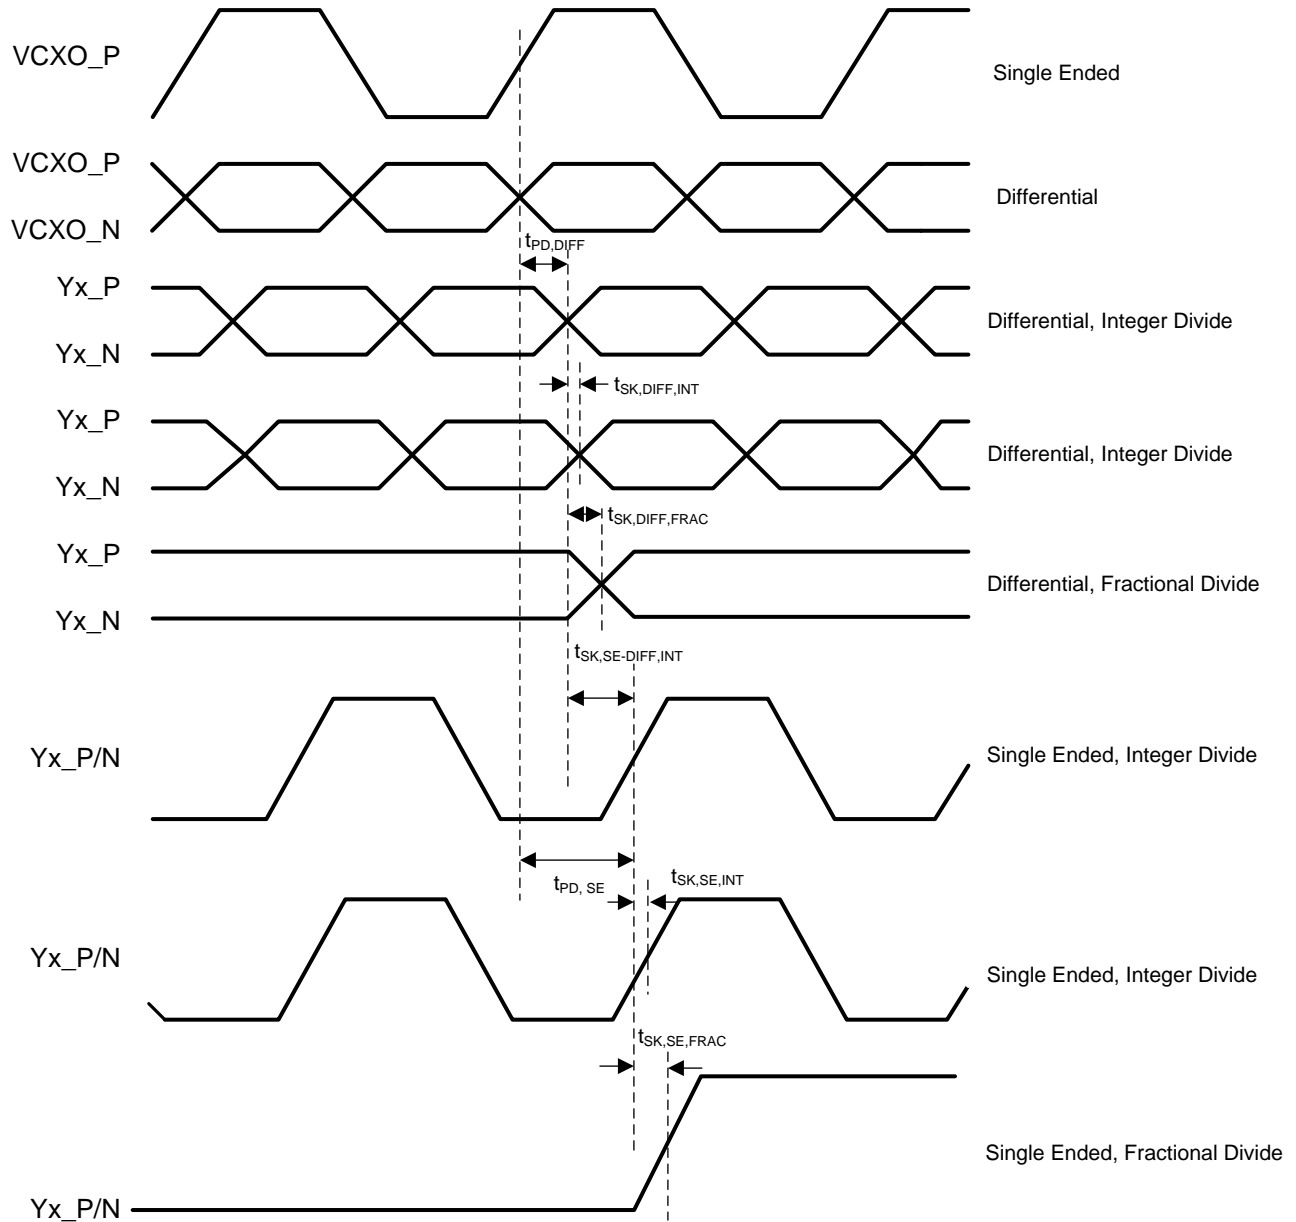 VCXO_P
Single Ended
VCXO_P
Differential
VCXO_N
tPD,DIFF
Yx_P
Differential, Integer Divide
Yx_N
tSK,DIFF,INT
Yx_P
Differential, Integer Divide
Yx_N
tSK,DIFF,FRAC
Yx_P
Differential, Fractional Divide
Yx_N
tSK,SE-DIFF,INT
Yx_P/N
Single Ended, Integer Divide
tPD, SE
tSK,SE,INT
Yx_P/N
Single Ended, Integer Divide
tSK,SE,FRAC
Single Ended, Fractional Divide
Yx_P/N